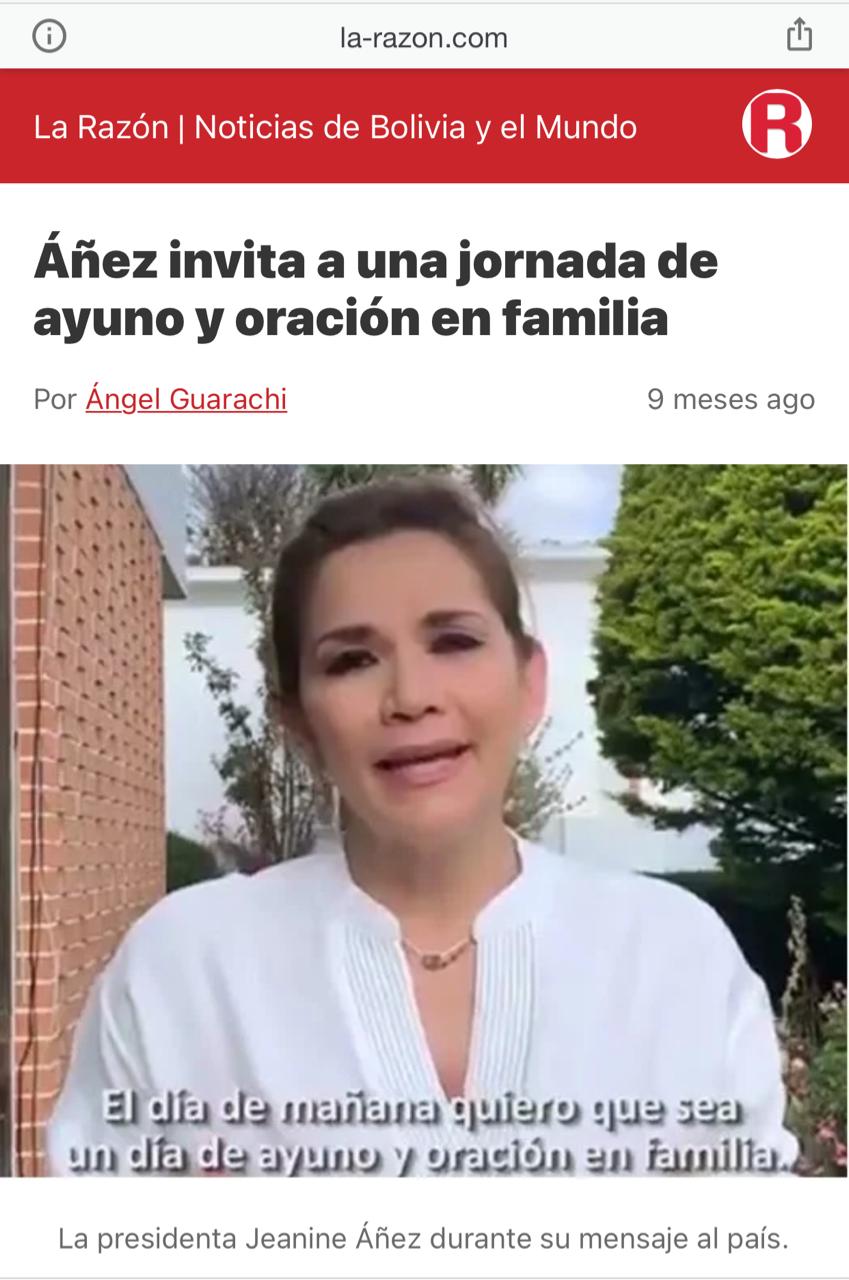 la-razon.com
La Razón | Noticias de Bolivia y el Mundo
R
Áñez invita a una jornada de
ayuno y oración en familia
Por Ángel Guarachi
9 meses ago
El día de mañana quiero que sea
un día de ayuno y oración en familia.
La presidenta Jeanine Áñez durante su mensaje al país.